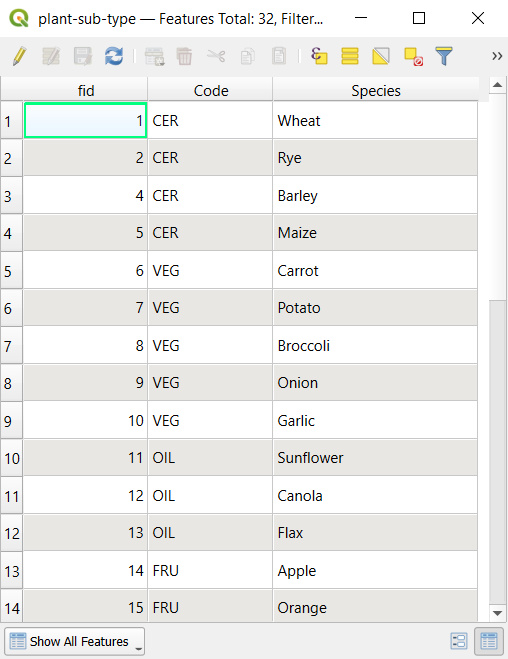 plant-sub-type — Features Total: 32, Filter...
fid Code Species
1 1 CER Wheat
2 2 CER Rye
3 4 CER Barley
4 5 CER Maize
5 6 VEG Carrot
6 7 VEG Potato
7 8 VEG Broccoli
8 9 VEG Onion
9 10 VEG Garlic
10 11 OIL Sunflower
11 12 OIL Canola
12 13 OIL Flax
13 14 FRU Apple
14 15 FRU Orange
Show All Features